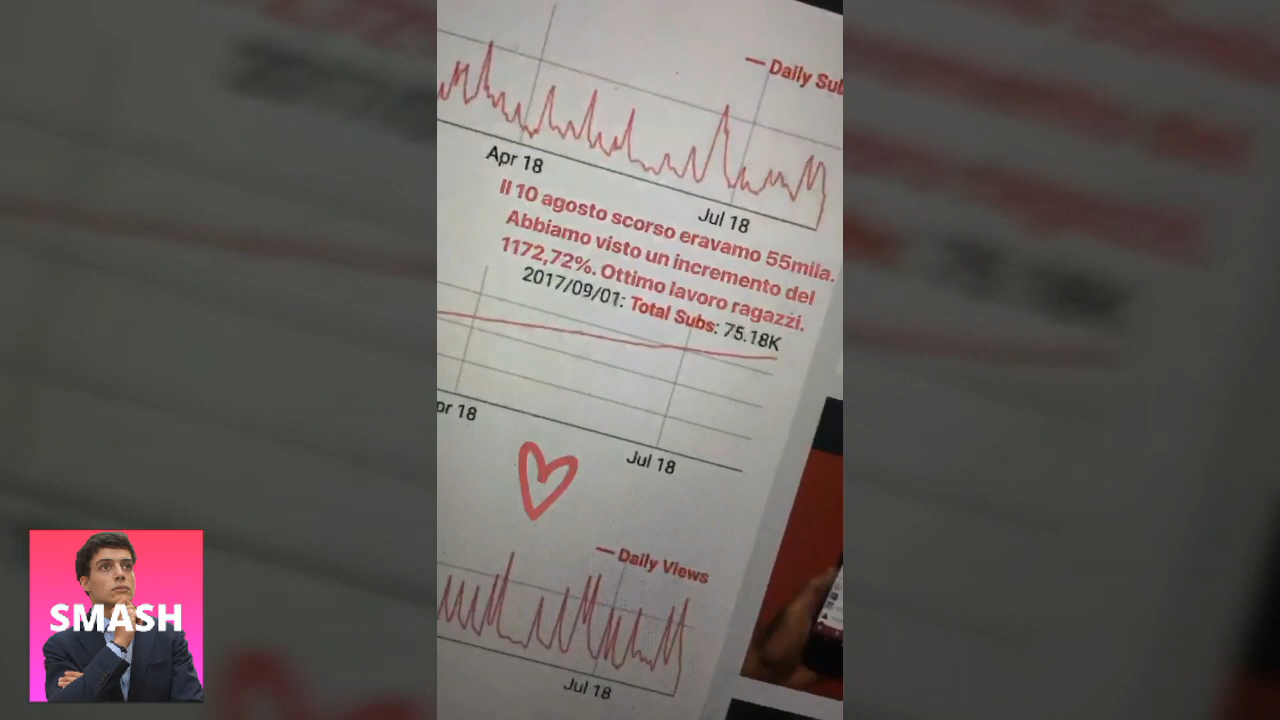 — Daily Sub
Apr 18
Jul 18
Il 10 agosto scorso eravamo 55mila.
Abbiamo visto un incremento del
1172,72%. Ottimo lavoro ragazzi.
2017/09/01: Total Subs: 75.18K
pr 18
Jul 18
— Daily Views
Jul 18
SMASH